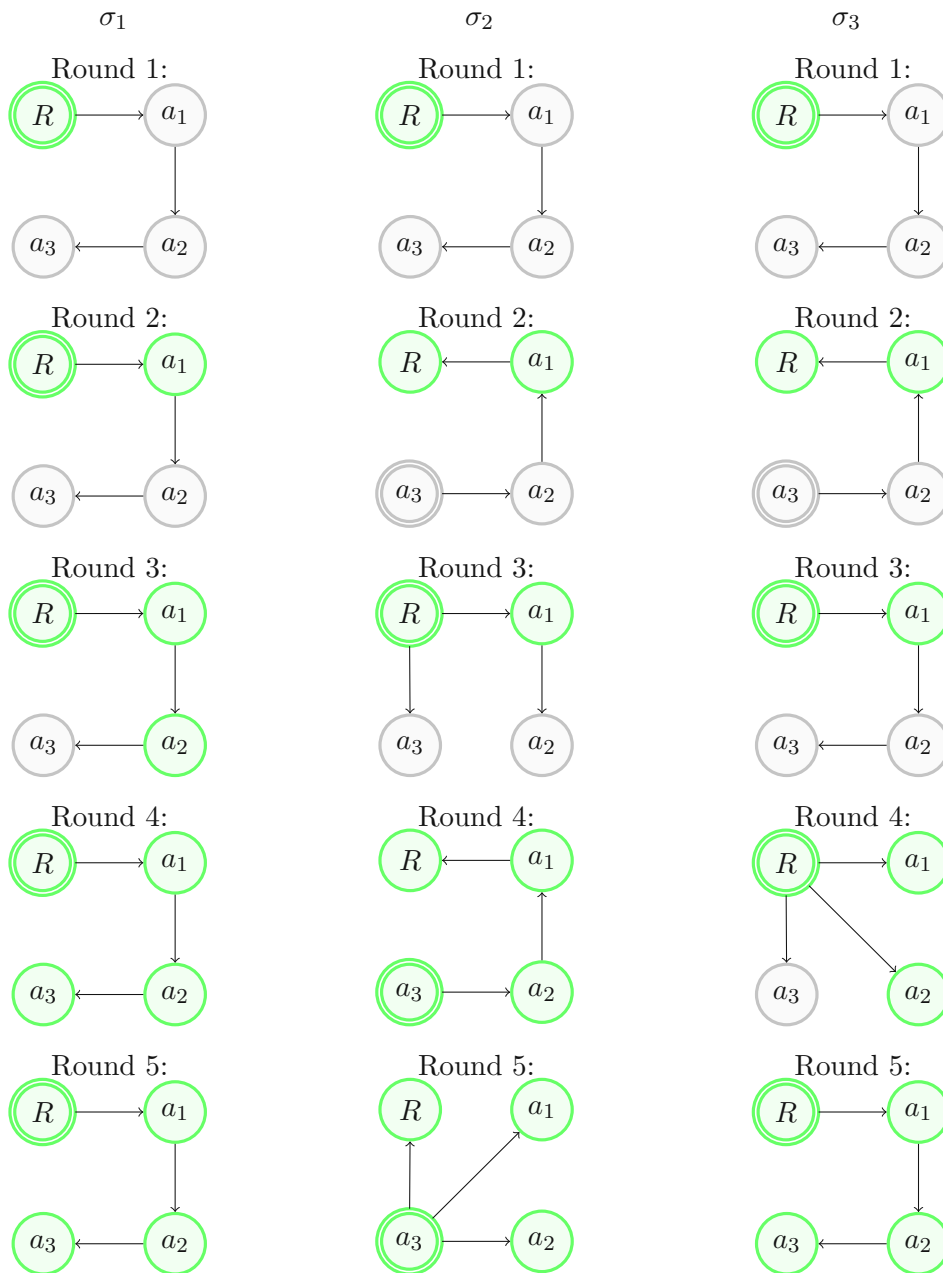 σ₁ σ₂ σ₃
Round 1: Round 1: Round 1:
R a₁ R a₁ R a₁
a₃ a₂ a₃ a₂ a₃ a₂
Round 2: Round 2: Round 2:
R a₁ R a₁ R a₁
a₃ a₂ a₃ a₂ a₃ a₂
Round 3: Round 3: Round 3:
R a₁ R a₁ R a₁
a₃ a₂ a₃ a₂ a₃ a₂
Round 4: Round 4: Round 4:
R a₁ R a₁ R a₁
a₃ a₂ a₃ a₂ a₃ a₂
Round 5: Round 5: Round 5:
R a₁ R a₁ R a₁
a₃ a₂ a₃ a₂ a₃ a₂